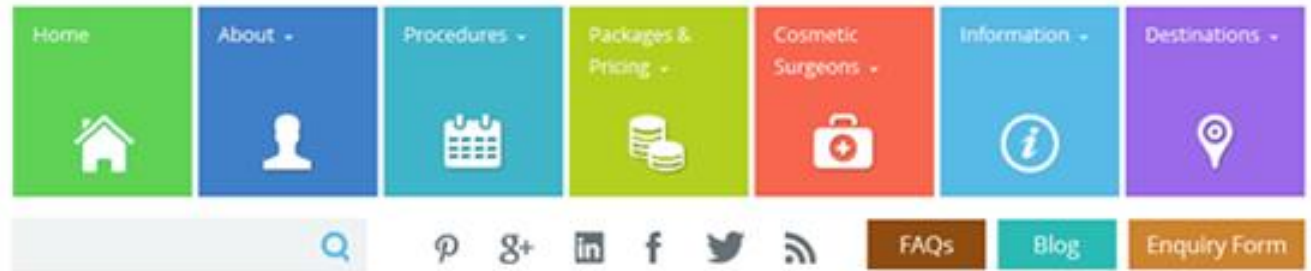 Home
About
Procedures
Packages &
Pricing
Cosmetic
Surgeons
Information
Destinations
FAQs
Blog
Enquiry Form